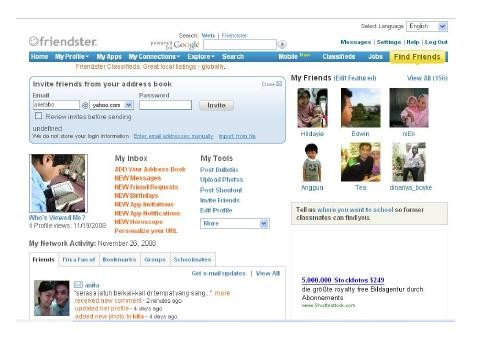 Select Language English
friendster.
Search: Web | Friendster
powered by Google
Messages | Settings | Help | Log Out
Home My Profile My Apps My Connections Explore Search Mobile New Classifieds Jobs Find Friends
Friendster Classifieds. Great local listings - globally.
Invite friends from your address book
Close
Email Password
@ yahoo.com Invite
Review invites before sending
undefined
We do not store your login information. Enter email addresses manually Import from file
My Friends (Edit Featured) View All (156)
Hildayie Edwin niEk
Anggun Tea dinanya_boyke
Who's Viewed Me?
Profile views: 11/19/2008
My Inbox
ADD Your Address Book
NEW Messages
NEW Friend Requests
NEW Birthdays
NEW App Invitations
NEW App Notifications
NEW Horoscope
Personalize your URL
My Tools
Post Bulletin
Upload Photos
Post Shoutout
Invite Friends
Edit Profile
More
Tell us where you went to school so former
classmates can find you.
My Network Activity: November 26, 2008
Friends I'm a Fan of Bookmarks Groups Schoolmates
Get e-mail updates | View All
anita
"serasa jatuh berkali-kali dr tempat yang sang..." more
received new comment - 2 minutes ago
updated her profile - 4 days ago
added new photo to kita - 4 days ago
5,000,000 Stockfotos $249
die größte royalty free Bildagentur durch
Abonnements
www.Shutterstock.com